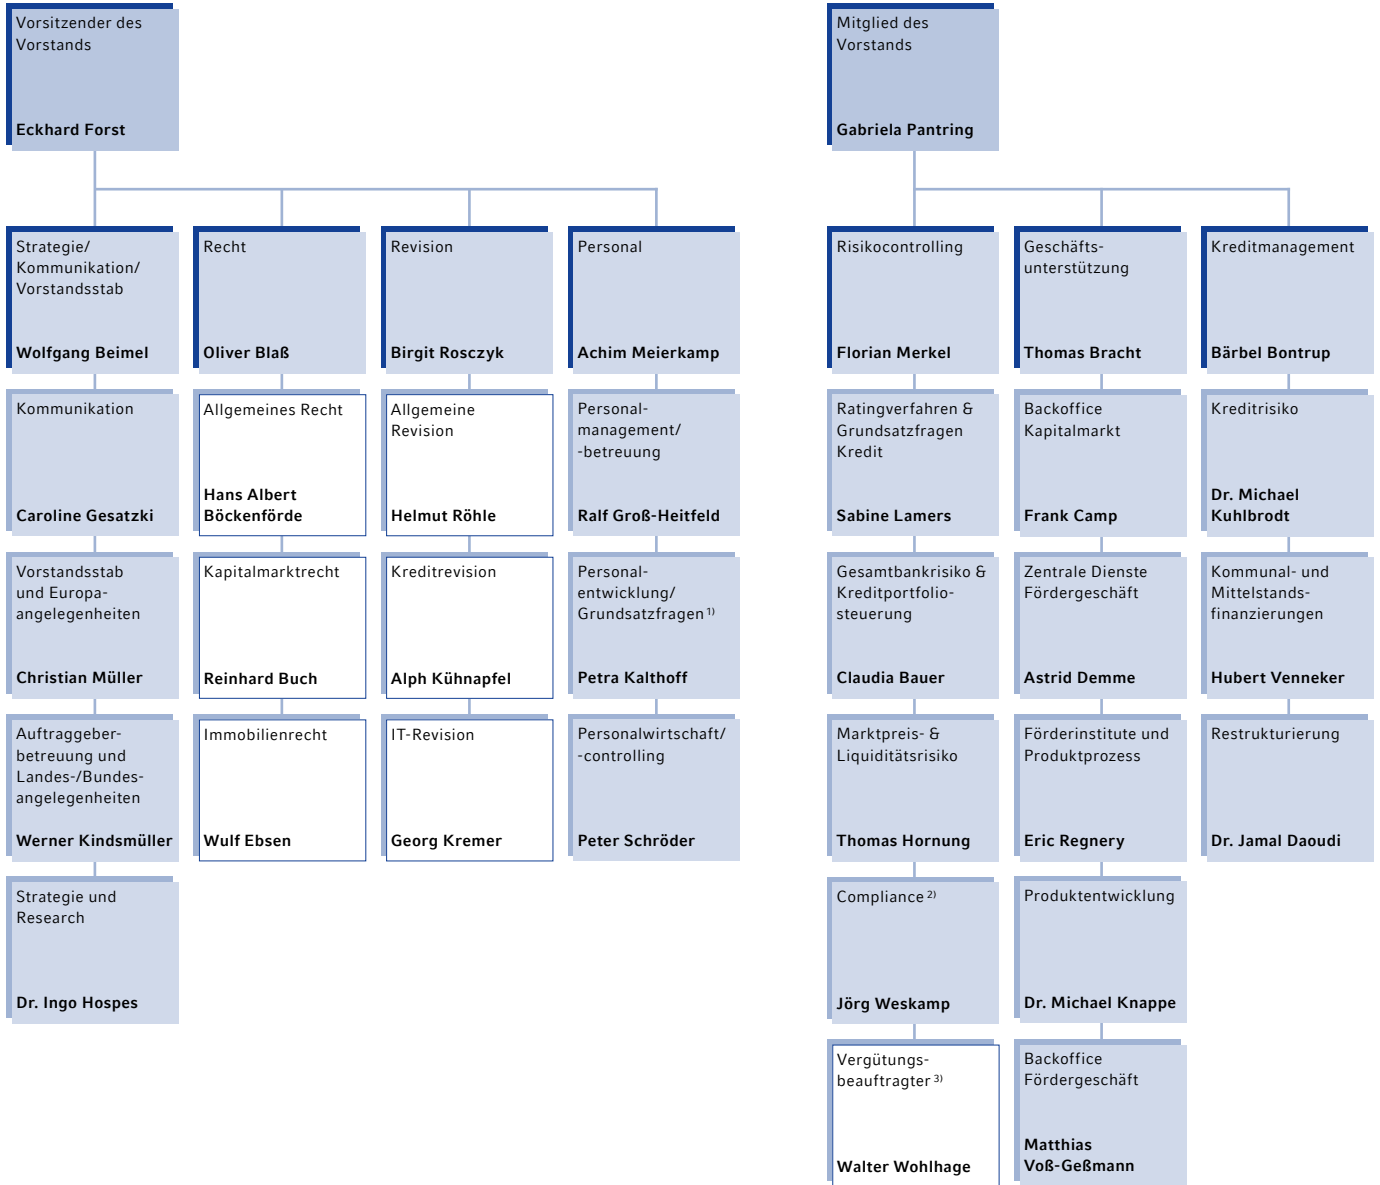 Vorsitzender des
Vorstands
Eckhard Forst
Strategie/
Kommunikation/
Vorstandsstab
Wolfgang Beimel
Kommunikation
Caroline Gesatzki
Vorstandsstab
und Europa-
angelegenheiten
Christian Müller
Auftraggeber-
betreuung und
Landes-/Bundes-
angelegenheiten
Werner Kindsmüller
Strategie und
Research
Dr. Ingo Hospes
Recht
Oliver Blaß
Allgemeines Recht
Hans Albert
Böckenförde
Kapitalmarktrecht
Reinhard Buch
Immobilienrecht
Wulf Ebsen
Revision
Birgit Rosczyk
Allgemeine
Revision
Helmut Röhle
Kreditrevision
Alph Kühnapfel
IT-Revision
Georg Kremer
Personal
Achim Meierkamp
Personal-
management/
-betreuung
Ralf Groß-Heitfeld
Personal-
entwicklung/
Grundsatzfragen 1)
Petra Kalthoff
Personalwirtschaft/
-controlling
Peter Schröder
Mitglied des
Vorstands
Gabriela Pantring
Risikocontrolling
Florian Merkel
Ratingverfahren &
Grundsatzfragen
Kredit
Sabine Lamers
Gesamtbankrisiko &
Kreditportfolio-
steuerung
Claudia Bauer
Marktpreis- &
Liquiditätsrisiko
Thomas Hornung
Compliance 2)
Jörg Weskamp
Vergütungs-
beauftragter 3)
Walter Wohlhage
Geschäfts-
unterstützung
Thomas Bracht
Backoffice
Kapitalmarkt
Frank Camp
Zentrale Dienste
Fördergeschäft
Astrid Demme
Förderinstitute und
Produktprozess
Eric Regnery
Produktentwicklung
Dr. Michael Knappe
Backoffice
Fördergeschäft
Matthias
Voß-Geßmann
Kreditmanagement
Bärbel Bontrup
Kreditrisiko
Dr. Michael
Kuhlbrodt
Kommunal- und
Mittelstands-
finanzierungen
Hubert Venneker
Restrukturierung
Dr. Jamal Daoudi